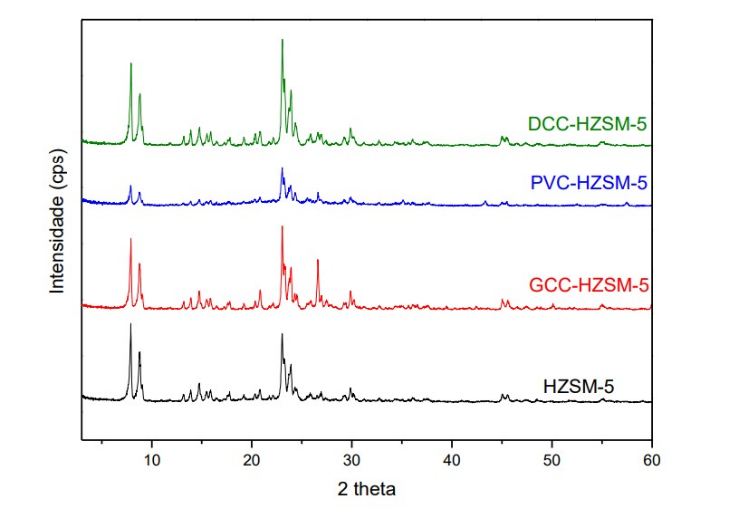 DCC-HZSM-5
PVC-HZSM-5
GCC-HZSM-5
HZSM-5
Intensidade (cps)
10 20 30 40 50 60
2 theta